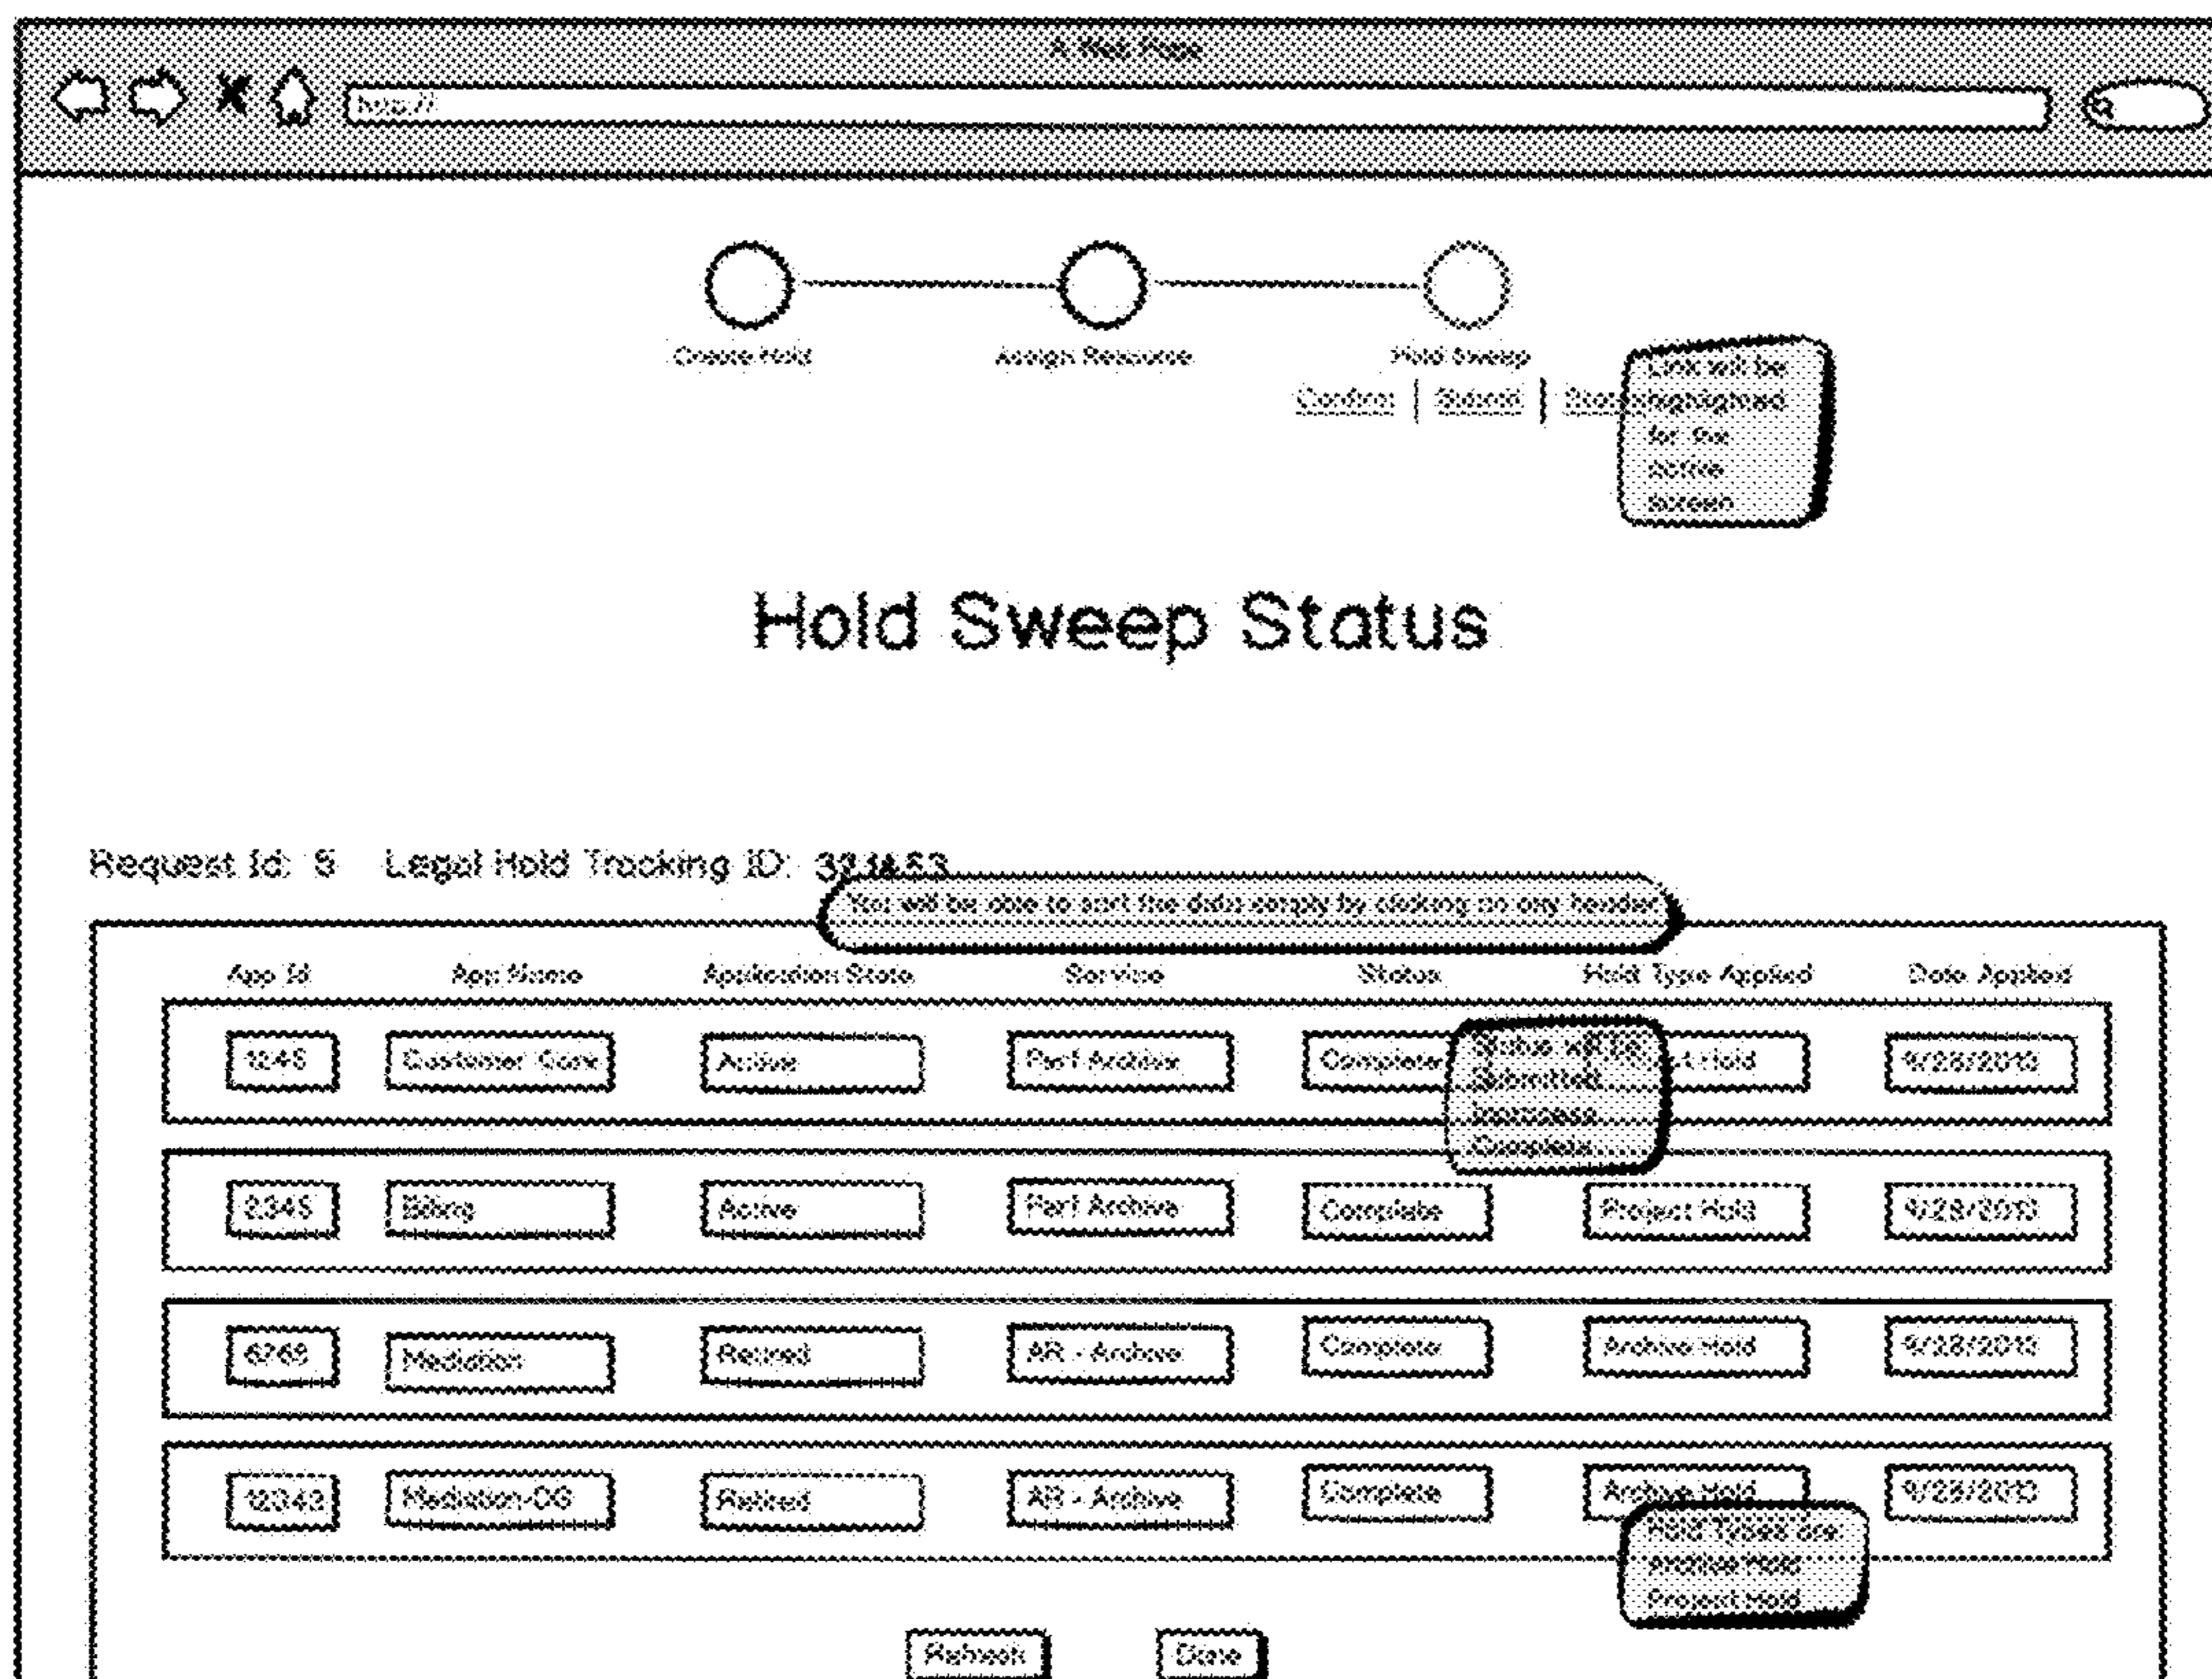 A Web Page
http://
Create Hold Assign Resource Hold Sweep
Confirm | Submit |
Link will be
highlighted
for the
active
screen
Hold Sweep Status
Request Id: 5 Legal Hold Tracking ID:
You will be able to sort the data simply by clicking on any header
App Id App Name Application State Service Status Hold Type Applied Date Applied
1245 Customer Care Active Perf Archive Complete Hold 9/28/2013
Status will be
Submitted
Inprocess
Complete
2345 Billing Active Perf Archive Complete Project Hold 9/28/2013
Mediation Retired AR - Archive Complete Archive Hold 9/28/2013
12343 Mediation-OG Retired AR - Archive Complete Archive Hold 9/28/2013
Hold Types are
Archive Hold
Project Hold
Refresh Done